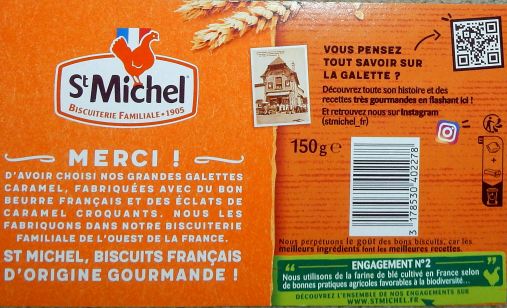 St Michel
BISCUITERIE FAMILIALE • 1905
MERCI !
D'AVOIR CHOISI NOS GRANDES GALETTES
CARAMEL, FABRIQUÉES AVEC DU BON
BEURRE FRANÇAIS ET DES ÉCLATS DE
CARAMEL CROQUANTS. NOUS LES
FABRIQUONS DANS NOTRE BISCUITERIE
FAMILIALE DE L'OUEST DE LA FRANCE.
ST MICHEL, BISCUITS FRANÇAIS
D'ORIGINE GOURMANDE !
VOUS PENSEZ
TOUT SAVOIR SUR
LA GALETTE ?
Découvrez toute son histoire et des
recettes très gourmandes en flashant ici !
Et retrouvez nous sur Instagram
(stmichel_fr)
150 g e
3 178530 402278
Nous perpétuons le goût des bons biscuits, car les
meilleurs ingrédients font les meilleures recettes.
“ ENGAGEMENT N°2 ”
Nous utilisons de la farine de blé cultivé en France selon
de bonnes pratiques agricoles favorables à la biodiversité...
DÉCOUVREZ L'ENSEMBLE DE NOS ENGAGEMENTS SUR
WWW.STMICHEL.FR